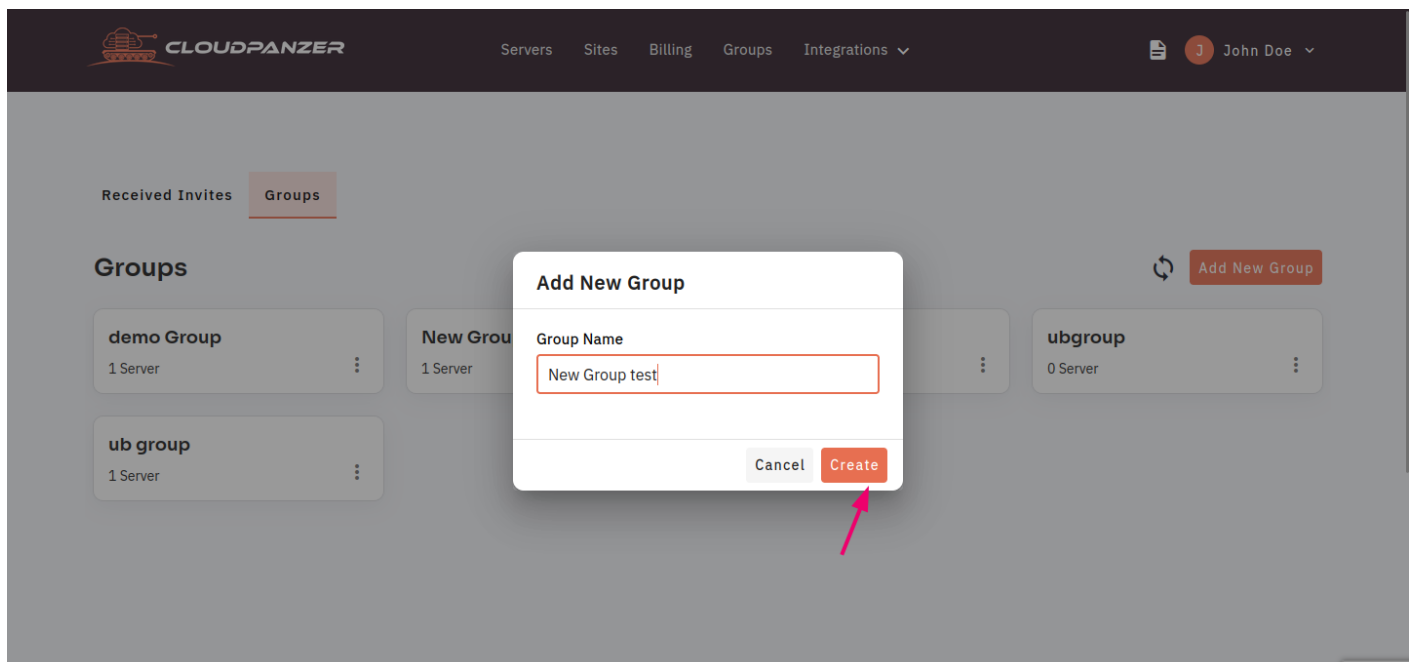 CLOUDPANZER
Servers Sites Billing Groups Integrations
J John Doe
Received Invites Groups
Groups
Add New Group
demo Group
1 Server
New Grou
1 Server
ubgroup
0 Server
ub group
1 Server
Add New Group
Group Name
New Group test
Cancel Create